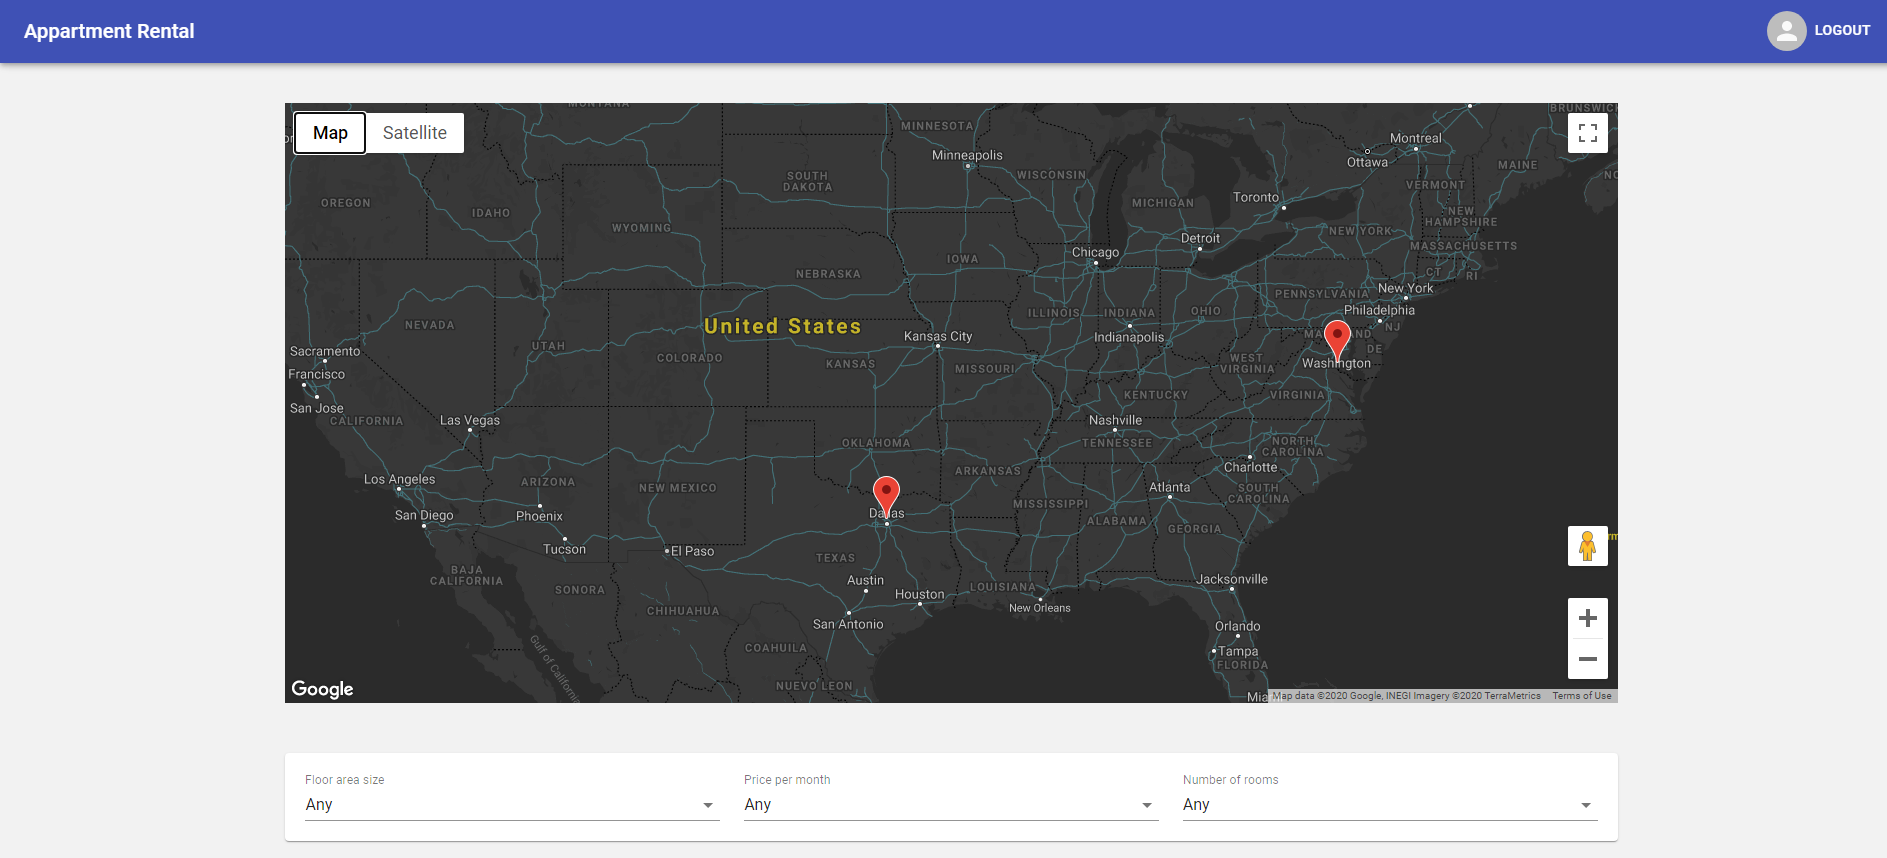 Appartment Rental
LOGOUT
Map
Satellite
MONTANA
MINNESOTA
BRUNSWICK
Montreal
Ottawa
Minneapolis
MAINE
SOUTH
DAKOTA
WISCONSIN
VERMONT
OREGON
IDAHO
MICHIGAN
Toronto
NEW
HAMPSHIRE
WYOMING
NEW YORK
Detroit
MASSACHUSETTS
Chicago
IOWA
CT
RI
NEBRASKA
PENNSYLVANIA
New York
ILLINOIS
INDIANA
OHIO
Philadelphia
NEVADA
United States
Kansas City
Indianapolis
MARYLAND
NJ
UTAH
Sacramento
COLORADO
KANSAS
MISSOURI
WEST
VIRGINIA
DE
Washington
Francisco
San Jose
CALIFORNIA
KENTUCKY
VIRGINIA
Las Vegas
Nashville
TENNESSEE
OKLAHOMA
NORTH
CAROLINA
Los Angeles
ARIZONA
NEW MEXICO
ARKANSAS
Charlotte
Atlanta
SOUTH
CAROLINA
San Diego
Phoenix
Dallas
MISSISSIPPI
ALABAMA
GEORGIA
Tucson
El Paso
TEXAS
BAJA
CALIFORNIA
SONORA
CHIHUAHUA
Austin
Houston
LOUISIANA
Jacksonville
New Orleans
San Antonio
Orlando
Tampa
FLORIDA
Gulf of California
COAHUILA
NUEVO LEON
Google
Map data ©2020 Google, INEGI Imagery ©2020 TerraMetrics
Terms of Use
Floor area size
Price per month
Number of rooms
Any
Any
Any